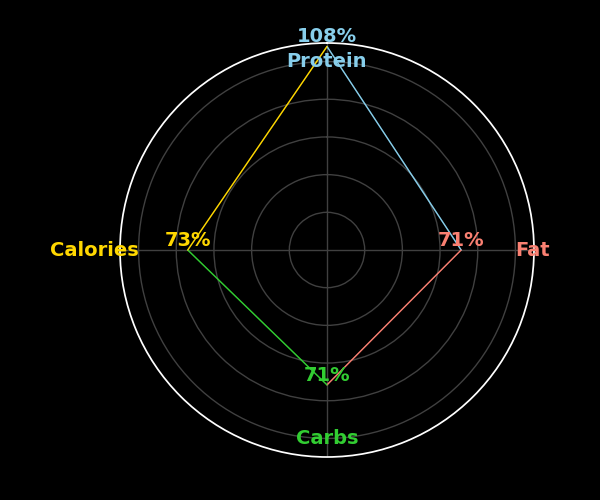 108%
Protein
Calories
73%
71%
Fat
71%
Carbs